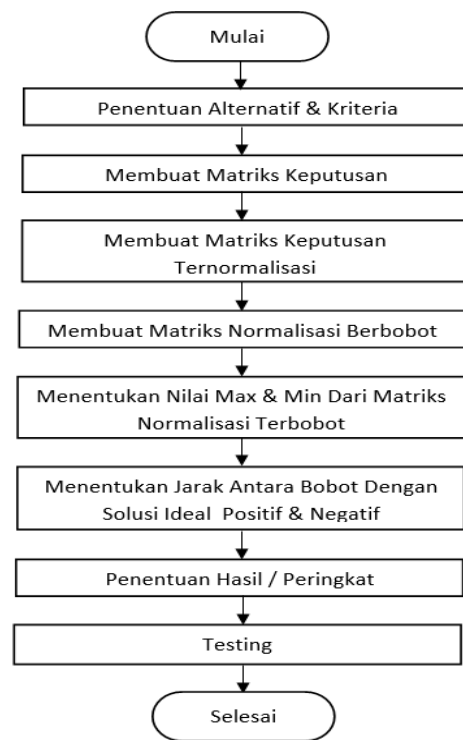 Mulai
Penentuan Alternatif & Kriteria
Membuat Matriks Keputusan
Membuat Matriks Keputusan
Ternormalisasi
Membuat Matriks Normalisasi Berbobot
Menentukan Nilai Max & Min Dari Matriks
Normalisasi Terbobot
Menentukan Jarak Antara Bobot Dengan
Solusi Ideal Positif & Negatif
Penentuan Hasil / Peringkat
Testing
Selesai